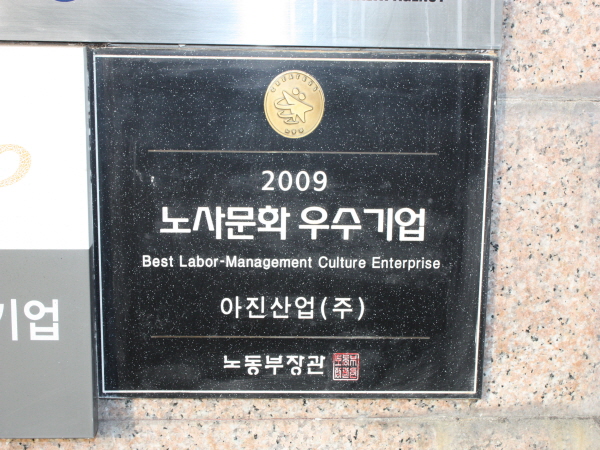 2009
노사문화 우수기업
Best Labor-Management Culture Enterprise
아진산업(주)
노동부장관
기업